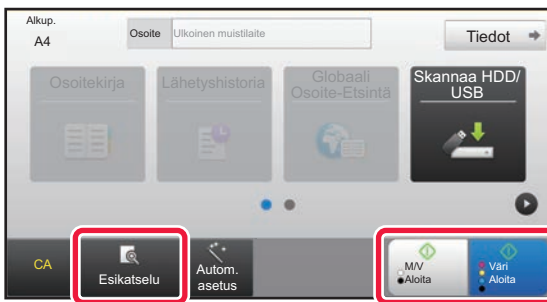 Alkup.
A4
Osoite
Ulkoinen muistilaite
Tiedot
Osoitekirja
Lähetyshistoria
Globaali
Osoite-Etsintä
Skannaa HDD/
USB
CA
Esikatselu
Autom.
asetus
M/V
Aloita
Väri
Aloita